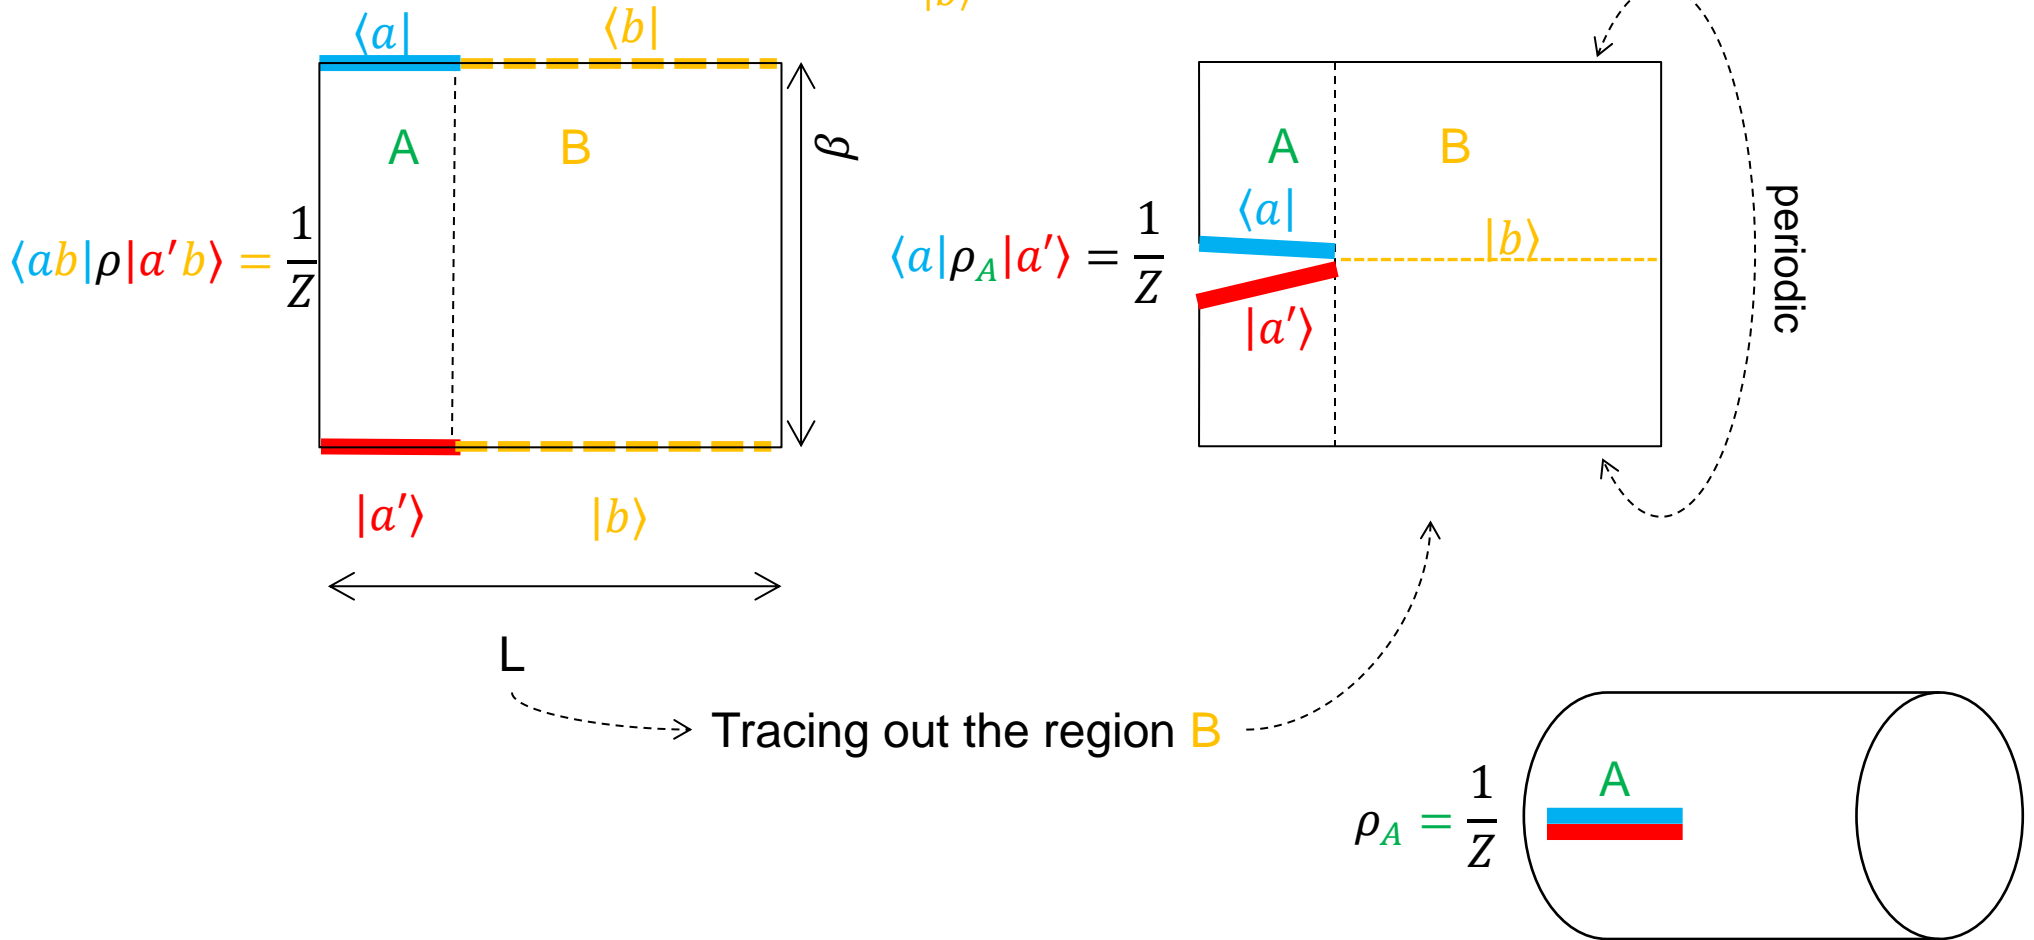 |b⟩
⟨a| ⟨b|
A B
β
⟨ab|ρ|a′b⟩ = 1/Z
|a′⟩ |b⟩
L
A B
⟨a|ρ_A|a′⟩ = 1/Z
⟨a|
|b⟩
|a′⟩
periodic
Tracing out the region B
A
ρ_A = 1/Z